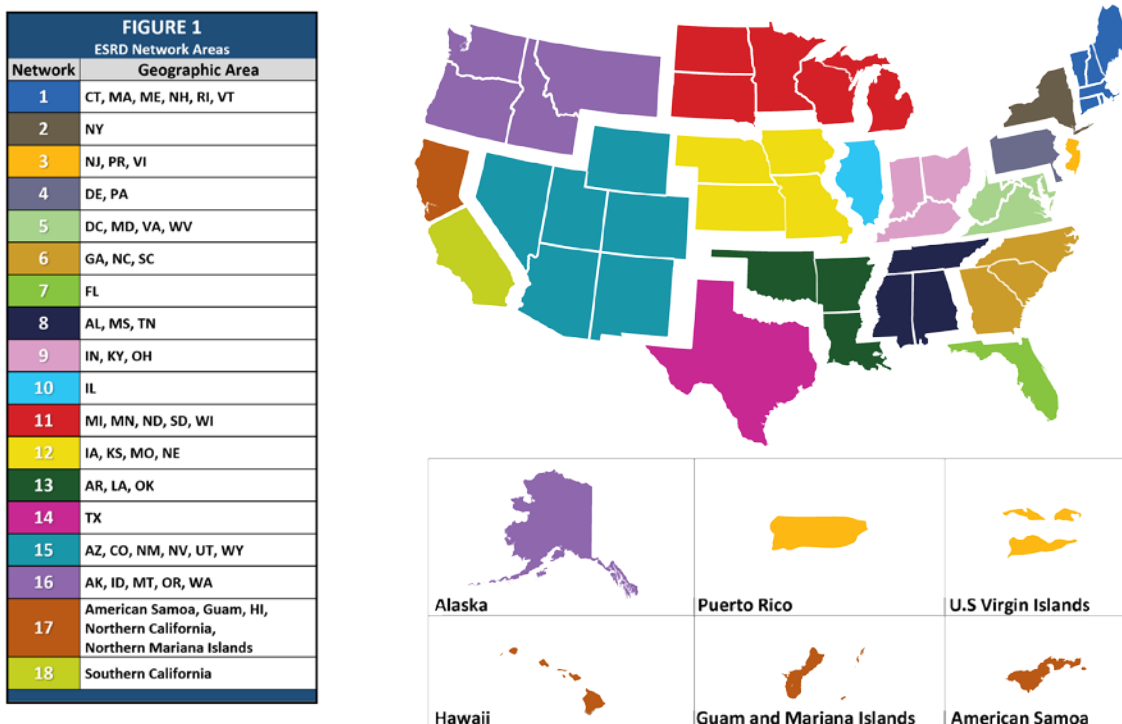 FIGURE 1
ESRD Network Areas
Network Geographic Area
1 CT, MA, ME, NH, RI, VT
2 NY
3 NJ, PR, VI
4 DE, PA
5 DC, MD, VA, WV
6 GA, NC, SC
7 FL
8 AL, MS, TN
9 IN, KY, OH
10 IL
11 MI, MN, ND, SD, WI
12 IA, KS, MO, NE
13 AR, LA, OK
14 TX
15 AZ, CO, NM, NV, UT, WY
16 AK, ID, MT, OR, WA
17 American Samoa, Guam, HI,
Northern California,
Northern Mariana Islands
18 Southern California
Alaska
Puerto Rico
U.S Virgin Islands
Hawaii
Guam and Mariana Islands
American Samoa